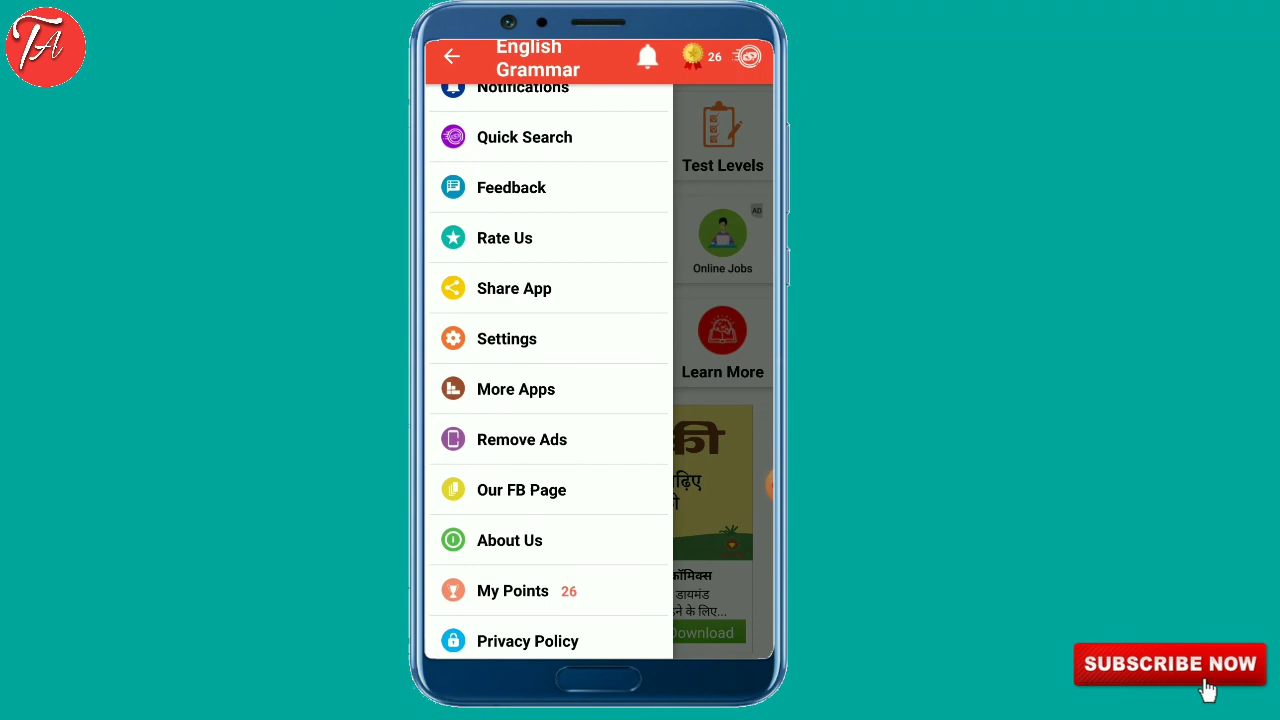 TA
English
Grammar
26
Notifications
Quick Search
Feedback
Rate Us
Share App
Settings
More Apps
Remove Ads
Our FB Page
About Us
My Points 26
Privacy Policy
Test Levels
AD
Online Jobs
Learn More
की
ढ़िए
कॉमिक्स
डायमंड
ने के लिए...
Download
SUBSCRIBE NOW